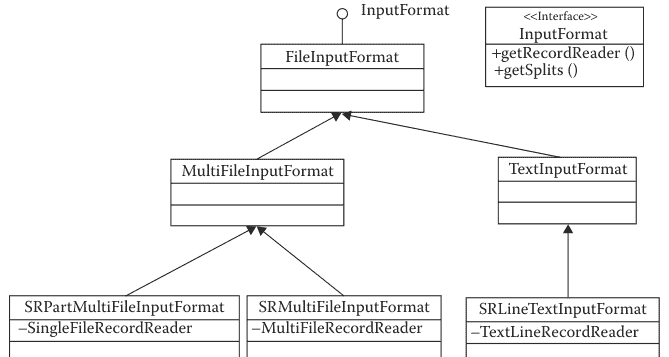 InputFormat
<<Interface>>
InputFormat
+getRecordReader ()
+getSplits ()
FileInputFormat
MultiFileInputFormat
TextInputFormat
SRPartMultiFileInputFormat
–SingleFileRecordReader
SRMultiFileInputFormat
–MultiFileRecordReader
SRLineTextInputFormat
–TextLineRecordReader